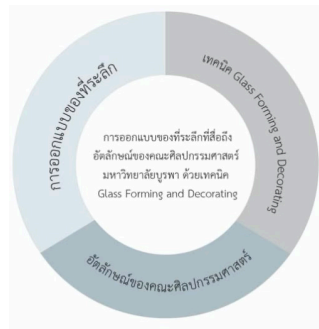 การออกแบบของที่ระลึก
เทคนิค Glass Forming and Decorating
การออกแบบของที่ระลึกที่สื่อถึง
อัตลักษณ์ของคณะศิลปกรรมศาสตร์
มหาวิทยาลัยบูรพา ด้วยเทคนิค
Glass Forming and Decorating
อัตลักษณ์ของคณะศิลปกรรมศาสตร์